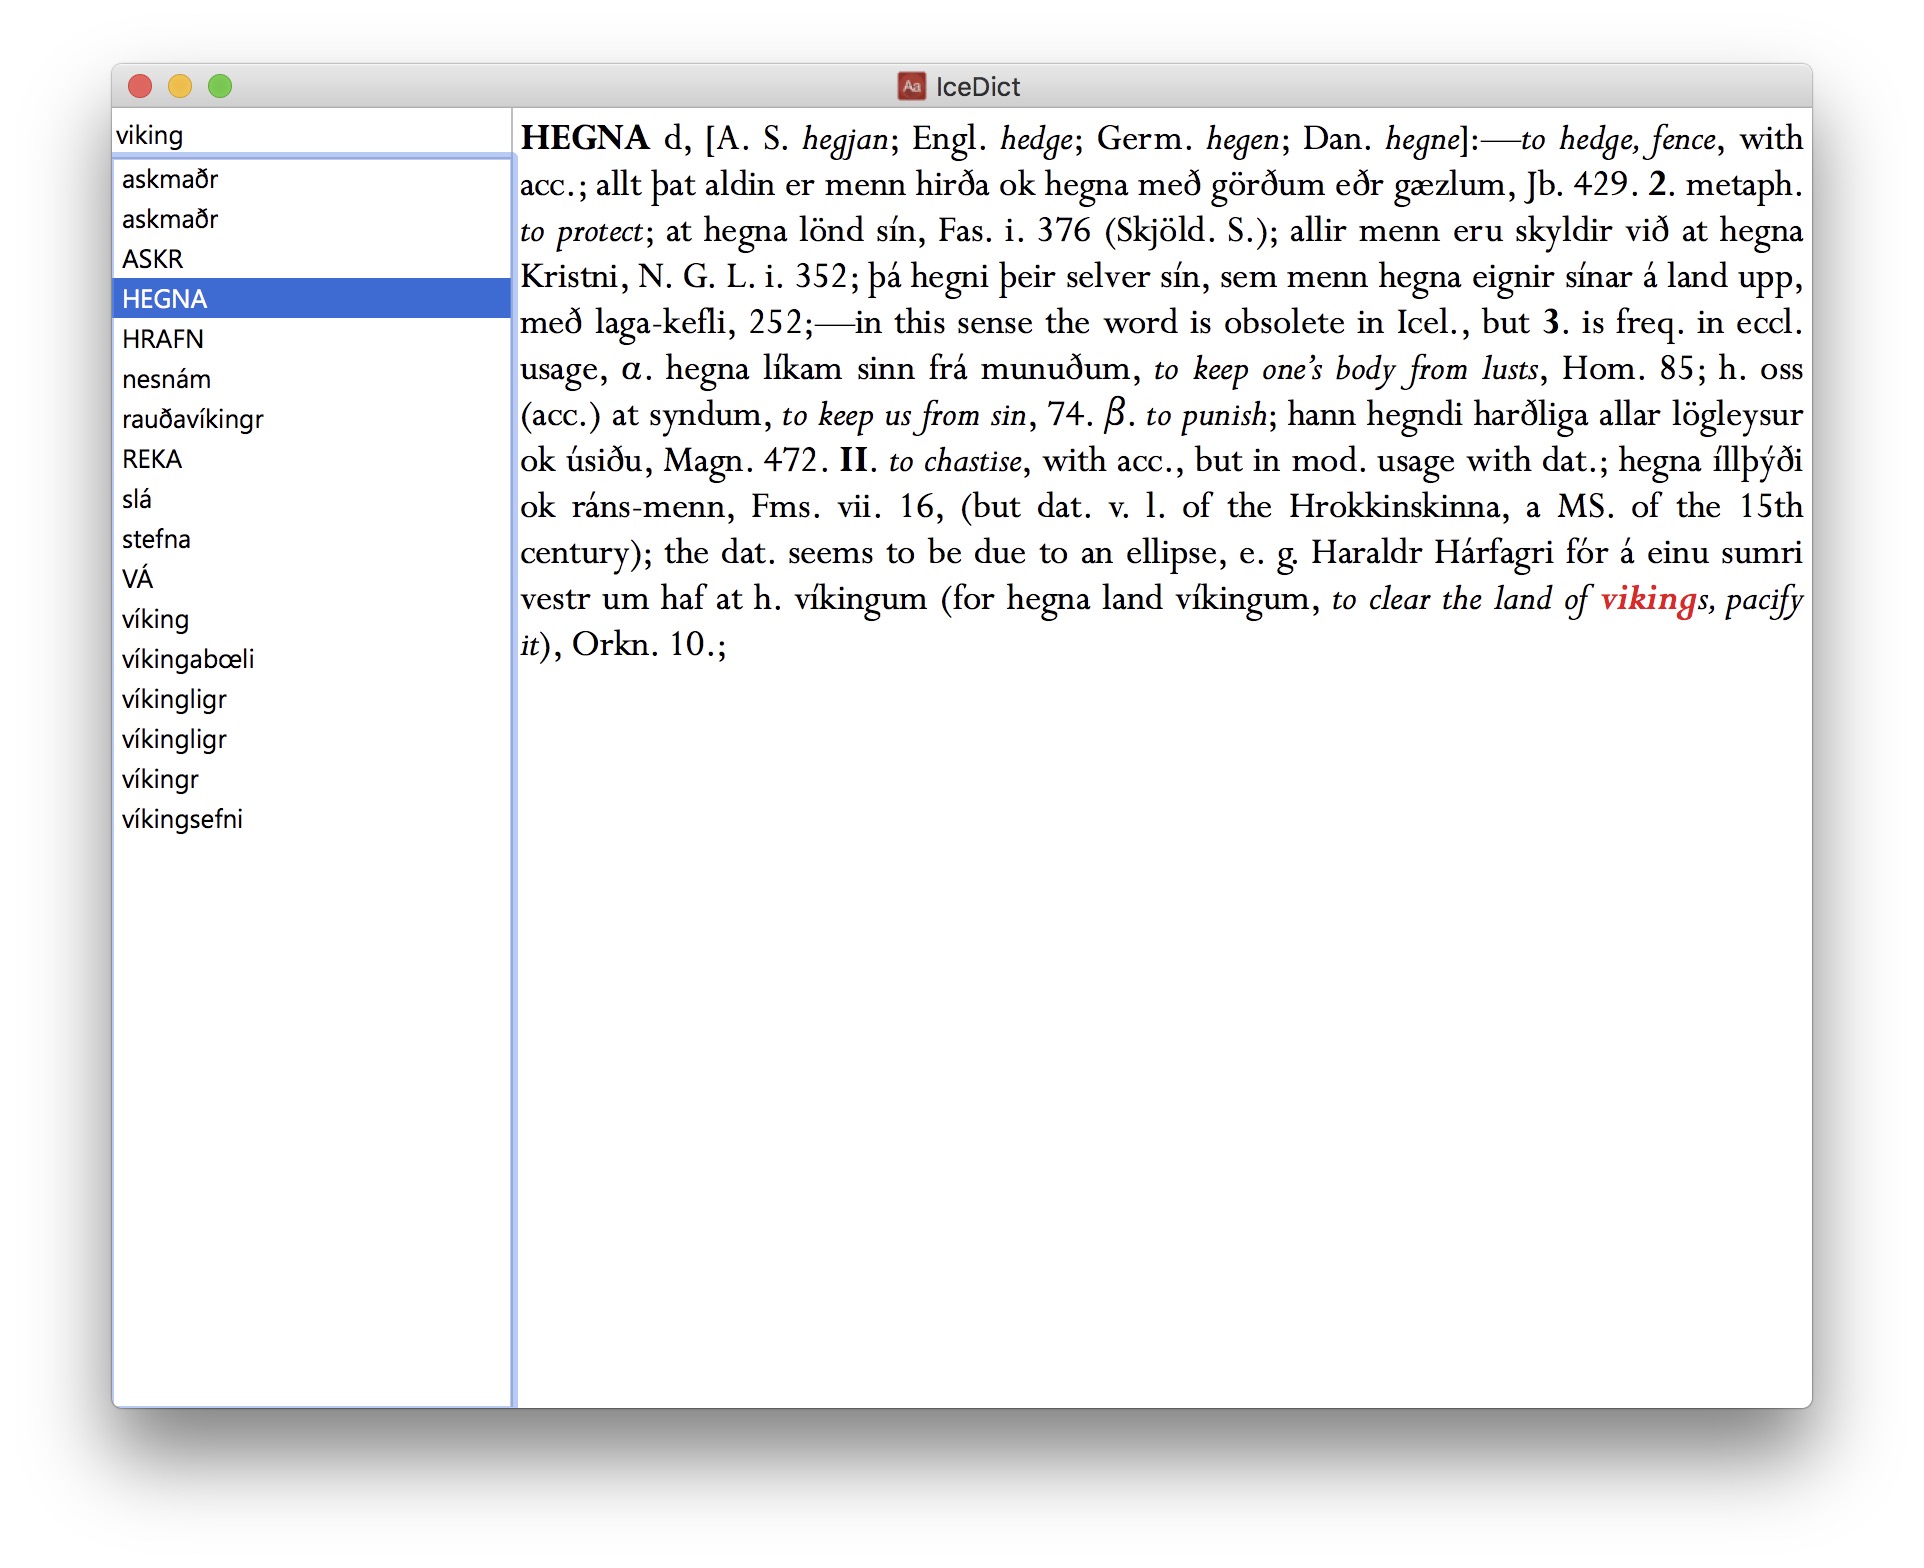 Aa IceDict
viking
askmaðr
askmaðr
ASKR
HEGNA
HRAFN
nesnám
rauðavíkingr
REKA
slá
stefna
VÁ
víking
víkingabœli
víkingligr
víkingligr
víkingr
víkingsefni
HEGNA d, [A. S. hegjan; Engl. hedge; Germ. hegen; Dan. hegne]:—to hedge, fence, with
acc.; allt þat aldin er menn hirða ok hegna með görðum eðr gæzlum, Jb. 429. 2. metaph.
to protect; at hegna lönd sín, Fas. i. 376 (Skjöld. S.); allir menn eru skyldir við at hegna
Kristni, N. G. L. i. 352; þá hegni þeir selver sín, sem menn hegna eignir sínar á land upp,
með laga-kefli, 252;—in this sense the word is obsolete in Icel., but 3. is freq. in eccl.
usage, α. hegna líkam sinn frá munuðum, to keep one’s body from lusts, Hom. 85; h. oss
(acc.) at syndum, to keep us from sin, 74. β. to punish; hann hegndi harðliga allar lögleysur
ok úsiðu, Magn. 472. II. to chastise, with acc., but in mod. usage with dat.; hegna íllþýði
ok ráns-menn, Fms. vii. 16, (but dat. v. l. of the Hrokkinskinna, a MS. of the 15th
century); the dat. seems to be due to an ellipse, e. g. Haraldr Hárfagri fór á einu sumri
vestr um haf at h. víkingum (for hegna land víkingum, to clear the land of vikings, pacify
it), Orkn. 10.;